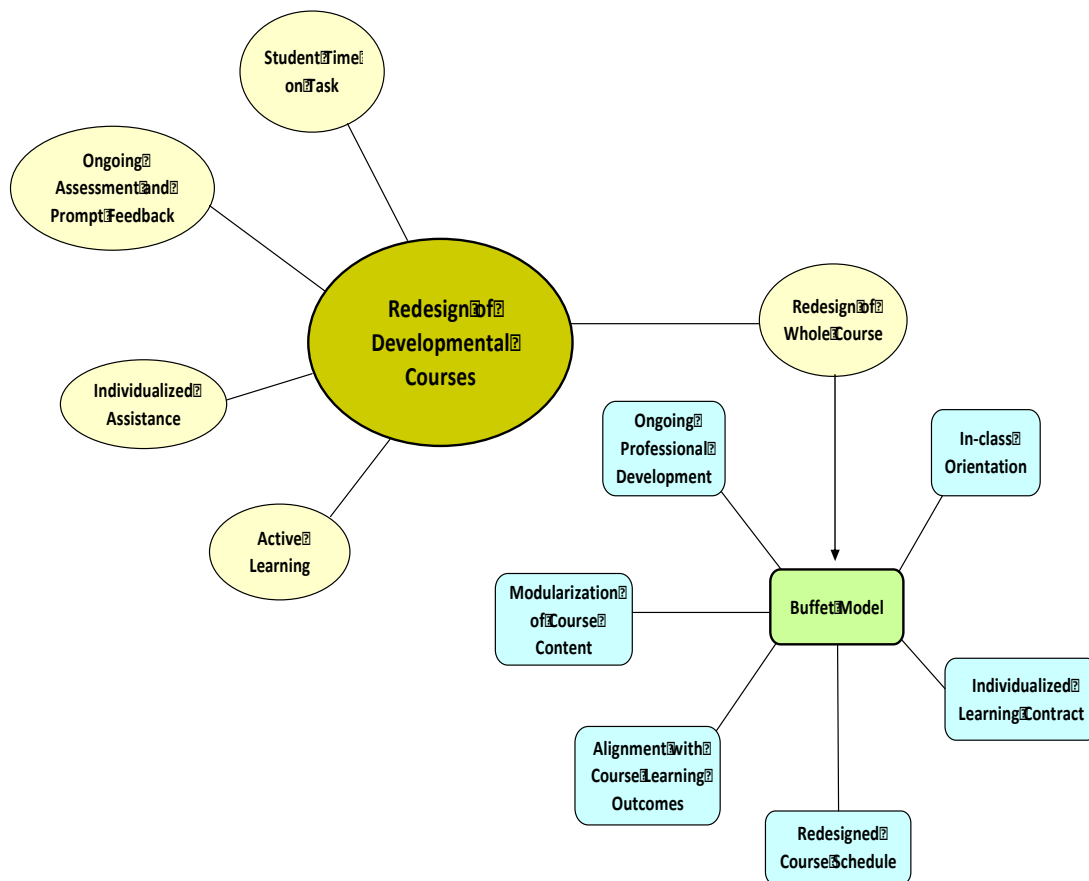 Student Time
on Task
Ongoing
Assessment and
Prompt Feedback
Redesign of
Developmental
Courses
Redesign of
Whole Course
Individualized
Assistance
Ongoing
Professional
Development
In-class
Orientation
Active
Learning
Modularization
of Course
Content
Buffet Model
Individualized
Learning Contract
Alignment with
Course Learning
Outcomes
Redesigned
Course Schedule